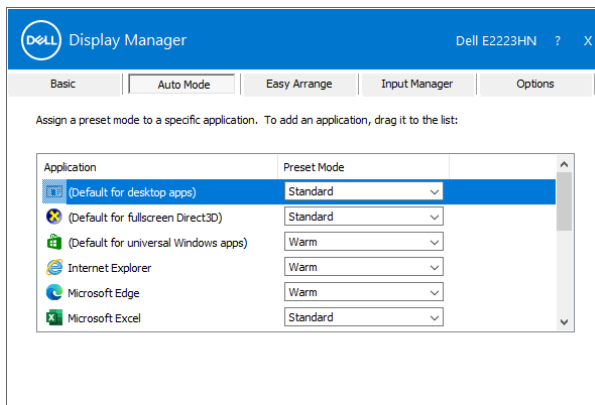 DELL Display Manager Dell E2223HN ? X
Basic Auto Mode Easy Arrange Input Manager Options
Assign a preset mode to a specific application. To add an application, drag it to the list:
Application Preset Mode
(Default for desktop apps) Standard
(Default for fullscreen Direct3D) Standard
(Default for universal Windows apps) Warm
Internet Explorer Warm
Microsoft Edge Warm
Microsoft Excel Standard